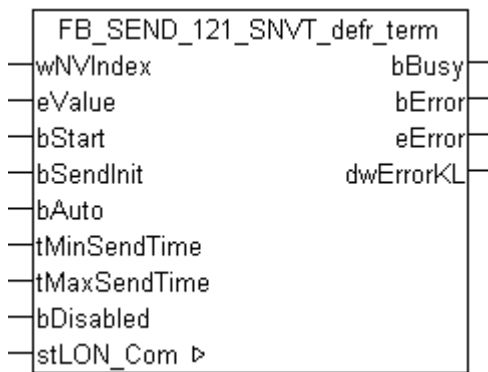 FB_SEND_121_SNVT_defr_term
wNVIndex bBusy
eValue bError
bStart eError
bSendInit dwErrorKL
bAuto
tMinSendTime
tMaxSendTime
bDisabled
stLON_Com ▷